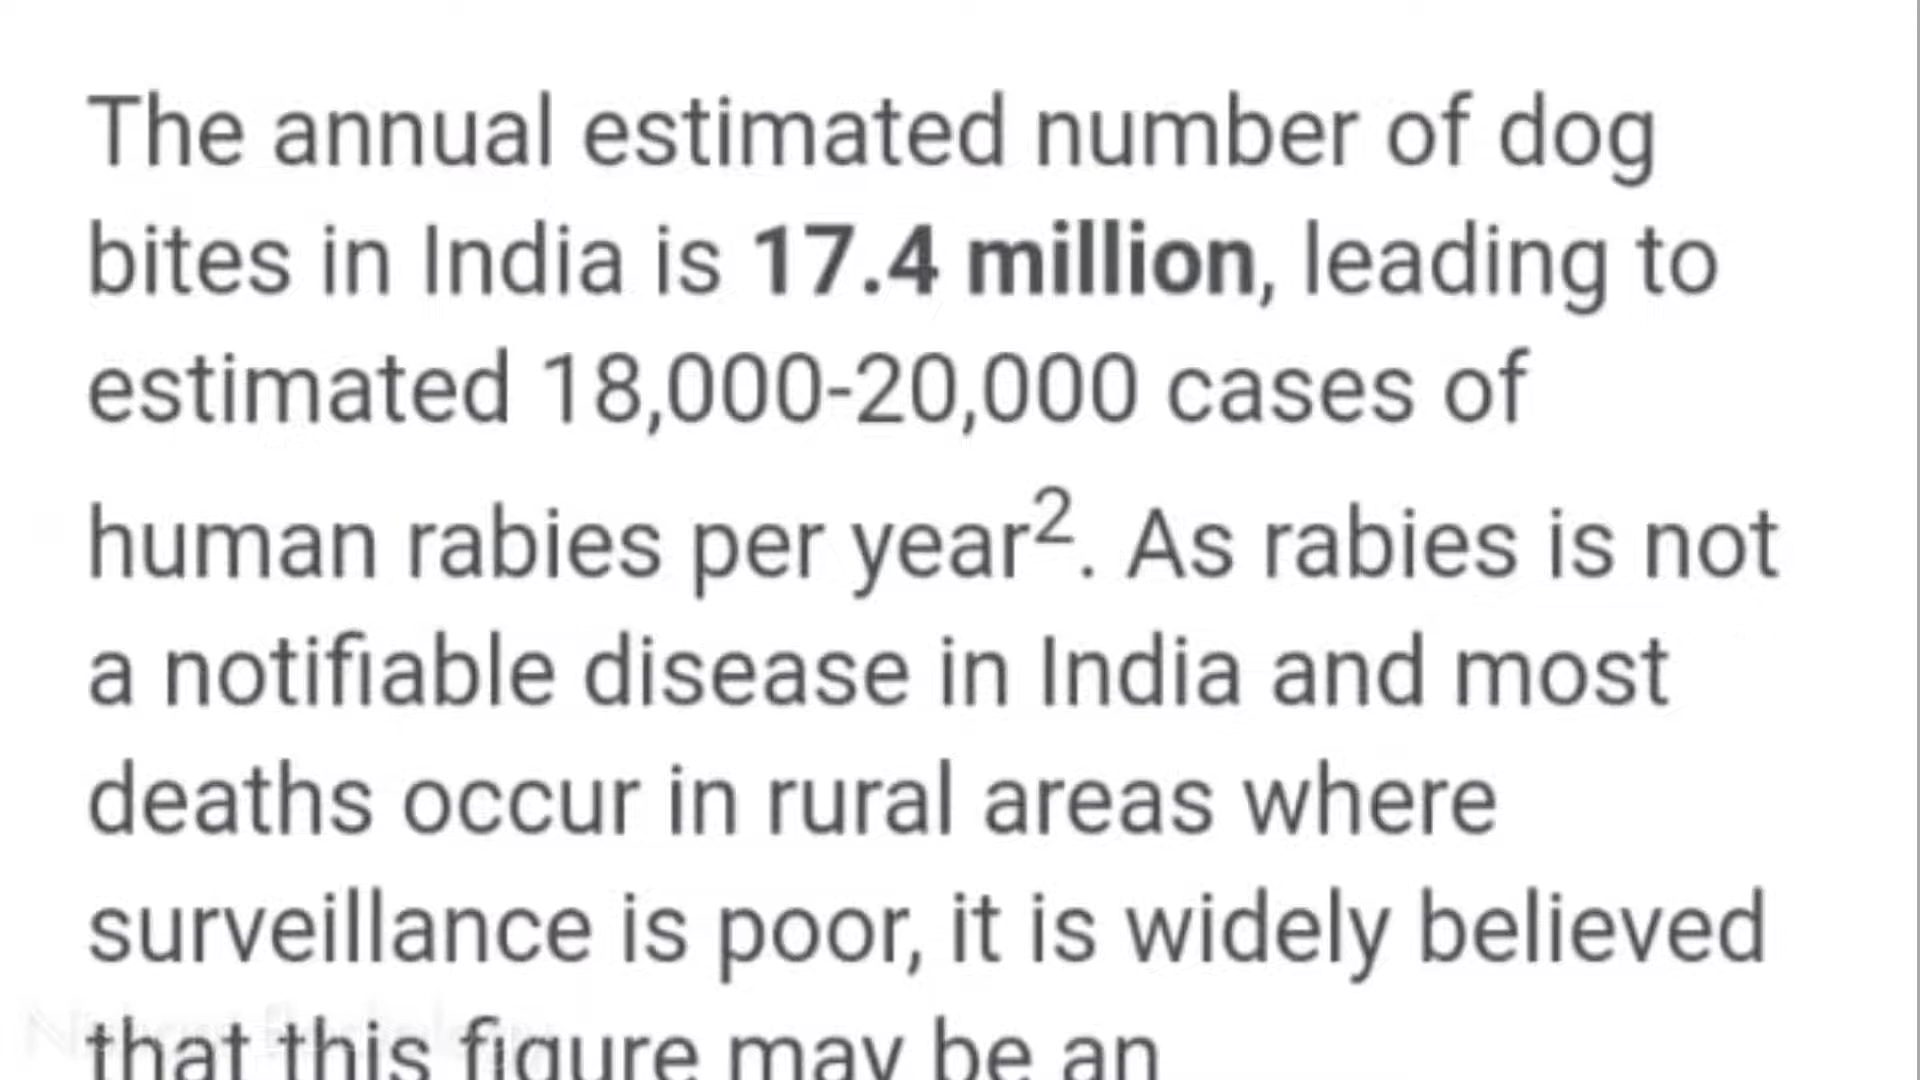 The annual estimated number of dog
bites in India is 17.4 million, leading to
estimated 18,000-20,000 cases of
human rabies per year². As rabies is not
a notifiable disease in India and most
deaths occur in rural areas where
surveillance is poor, it is widely believed
that this figure may be an